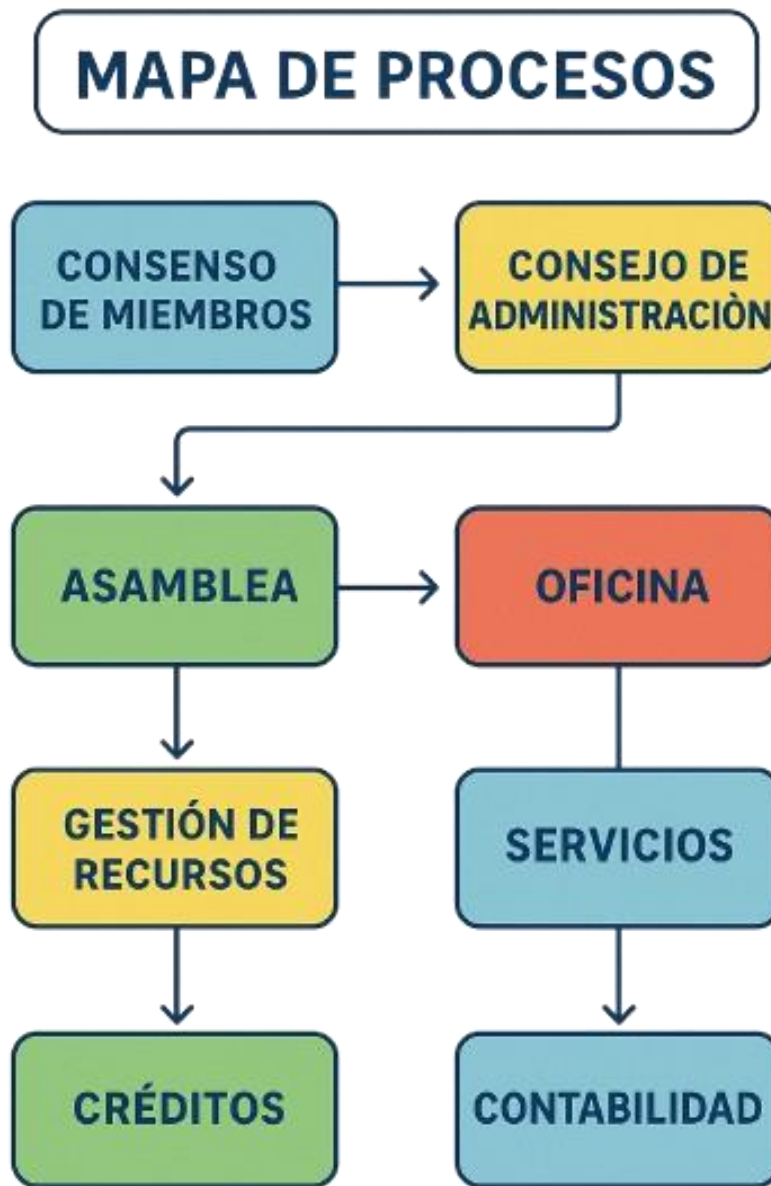 MAPA DE PROCESOS
CONSENSO
DE MIEMBROS
CONSEJO DE
ADMINISTRACIÒN
ASAMBLEA
OFICINA
GESTIÓN DE
RECURSOS
SERVICIOS
CRÉDITOS
CONTABILIDAD